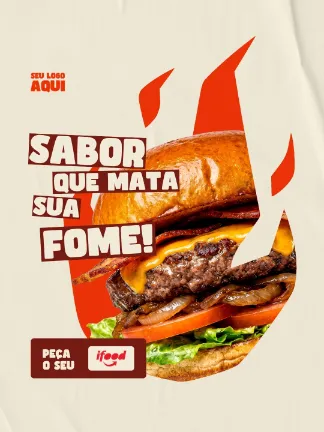 SEU LOGO
AQUI
SABOR
QUE MATA
SUA
FOME!
PEÇA
O SEU
ifood